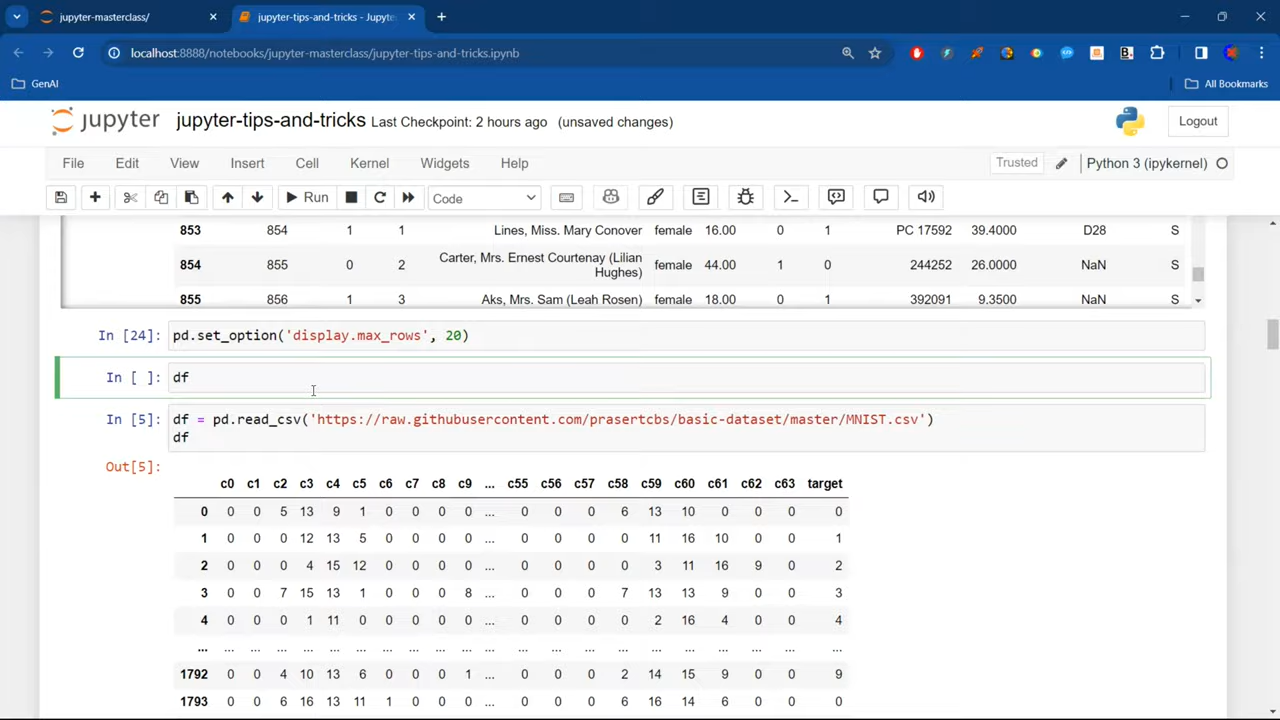 jupyter-masterclass/
jupyter-tips-and-tricks - Jupyte
localhost:8888/notebooks/jupyter-masterclass/jupyter-tips-and-tricks.ipynb
GenAI
All Bookmarks
jupyter jupyter-tips-and-tricks Last Checkpoint: 2 hours ago (unsaved changes)
Logout
File Edit View Insert Cell Kernel Widgets Help
Trusted Python 3 (ipykernel)
Run Code
853 854 1 1 Lines, Miss. Mary Conover female 16.00 0 1 PC 17592 39.4000 D28 S
854 855 0 2 Carter, Mrs. Ernest Courtenay (Lilian female 44.00 1 0 244252 26.0000 NaN S
Hughes)
855 856 1 3 Aks, Mrs. Sam (Leah Rosen) female 18.00 0 1 392091 9.3500 NaN S
In [24]: pd.set_option('display.max_rows', 20)
In [ ]: df
In [5]: df = pd.read_csv('https://raw.githubusercontent.com/prasertcbs/basic-dataset/master/MNIST.csv')
df
Out[5]:
c0 c1 c2 c3 c4 c5 c6 c7 c8 c9 ... c55 c56 c57 c58 c59 c60 c61 c62 c63 target
0 0 0 5 13 9 1 0 0 0 0 ... 0 0 0 6 13 10 0 0 0 0
1 0 0 0 12 13 5 0 0 0 0 ... 0 0 0 0 11 16 10 0 0 1
2 0 0 0 4 15 12 0 0 0 0 ... 0 0 0 0 3 11 16 9 0 2
3 0 0 7 15 13 1 0 0 0 8 ... 0 0 0 7 13 13 9 0 0 3
4 0 0 0 1 11 0 0 0 0 0 ... 0 0 0 0 2 16 4 0 0 4
... ... ... ... ... ... ... ... ... ... ... ... ... ... ... ... ... ... ... ... ... ...
1792 0 0 4 10 13 6 0 0 0 1 ... 0 0 0 2 14 15 9 0 0 9
1793 0 0 6 16 13 11 1 0 0 0 ... 0 0 0 6 16 14 6 0 0 0